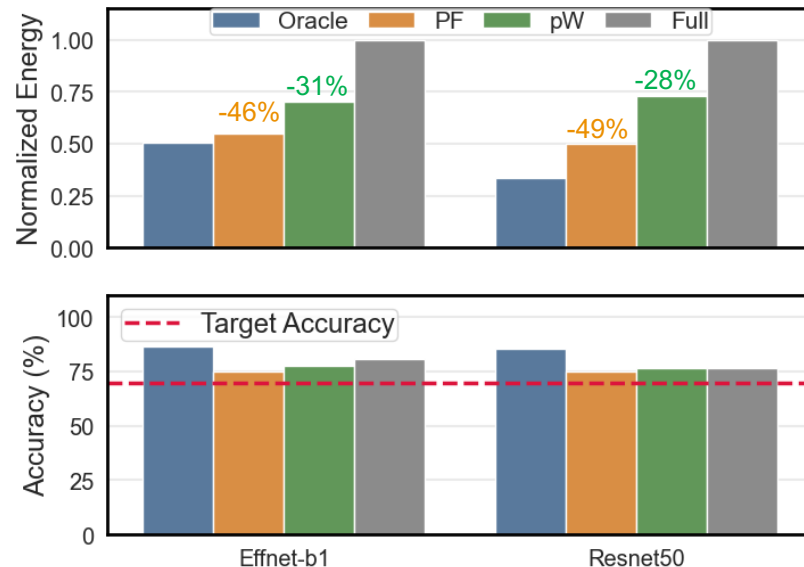 Oracle PF pW Full
Normalized Energy
1.00
0.75
0.50
0.25
0.00
-46%
-31%
-49%
-28%
Target Accuracy
Accuracy (%)
100
75
50
25
0
Effnet-b1
Resnet50